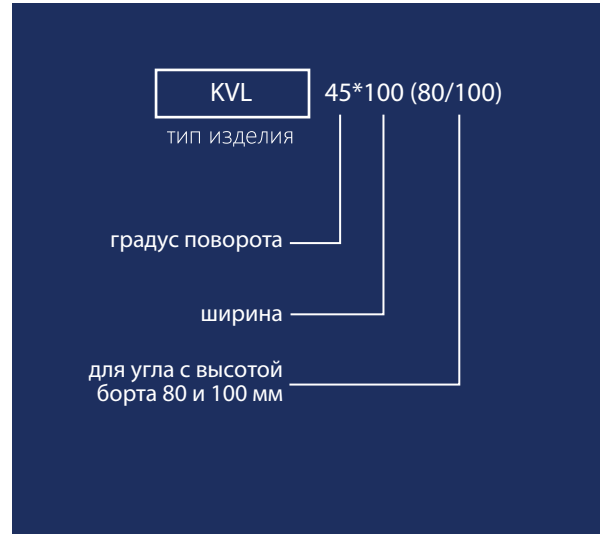 KVL 45*100 (80/100)
тип изделия
градус поворота
ширина
для угла с высотой
борта 80 и 100 мм